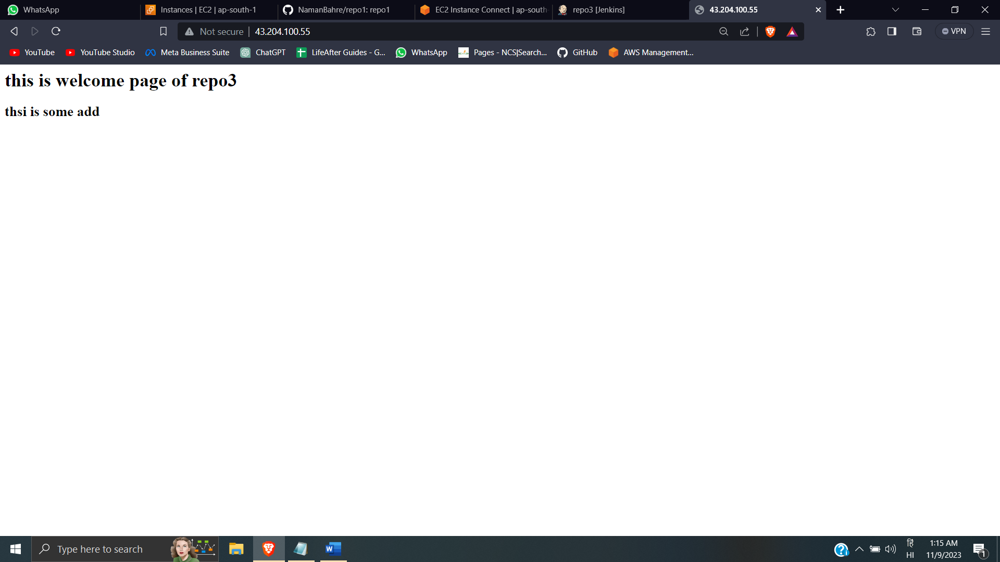 WhatsApp
Instances | EC2 | ap-south-1
NamanBahre/repo1: repo1
EC2 Instance Connect | ap-south-
repo3 [Jenkins]
43.204.100.55
Not secure
43.204.100.55
VPN
YouTube
YouTube Studio
Meta Business Suite
ChatGPT
LifeAfter Guides - G...
WhatsApp
Pages - NCS|Search...
GitHub
AWS Management...
this is welcome page of repo3
thsi is some add
Type here to search
हि
HI
1:15 AM
11/9/2023
1